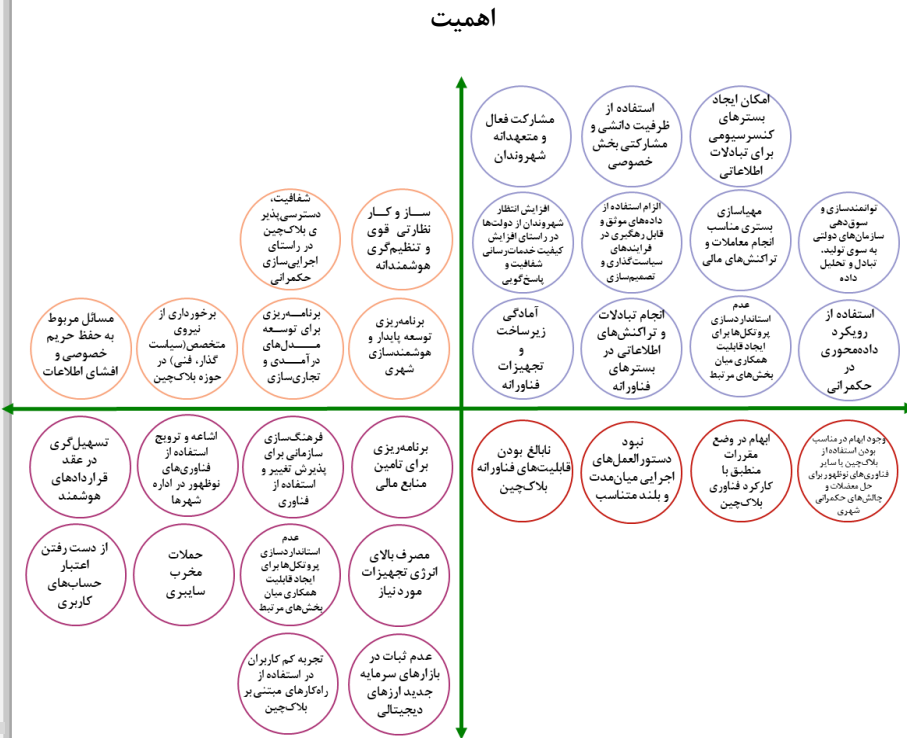 اهمیت
امکان ایجاد
بسترهای
کنسرسیومی
برای تبادلات
اطلاعاتی
استفاده از
ظرفیت دانشی و
مشارکتی بخش
خصوصی
مشارکت فعال
و متعهدانه
شهروندان
توانمندسازی و
سوق‌دهی
سازمان‌های دولتی
به سوی تولید،
تبادل و تحلیل
داده
مهیاسازی
بستری مناسب
انجام معاملات و
تراکنش‌های مالی
الزام استفاده از
داده‌های موثق و
قابل رهگیری در
فرایندهای
سیاست‌گذاری و
تصمیم‌سازی
افزایش انتظار
شهروندان از دولت‌ها
در راستای افزایش
کیفیت خدمات‌رسانی
شفافیت و
پاسخ‌گویی
ساز و کار
نظارتی قوی
و تنظیم‌گری
هوشمندانه
شفافیت،
دسترسی‌پذیر
ی بلاک‌چین
در راستای
اجرایی‌سازی
حکمرانی
استفاده از
رویکرد
داده‌محوری
در
حکمرانی
عدم
استانداردسازی
پروتکل‌ها برای
ایجاد قابلیت
همکاری میان
بخش‌های مرتبط
انجام تبادلات
و تراکنش‌های
اطلاعاتی در
بسترهای
فناورانه
آمادگی
زیرساخت
و
تجهیزات
فناورانه
برنامه‌ریزی
توسعه پایدار و
هوشمندسازی
شهری
برنامه‌ریزی
برای توسعه
مدل‌های
درآمدی و
تجاری‌سازی
برخورداری از
نیروی
متخصص(سیاست
گذار، فنی) در
حوزه بلاک‌چین
مسائل مربوط
به حفظ حریم
خصوصی و
افشای اطلاعات
وجود ابهام در مناسب
بودن استفاده از
بلاک‌چین یا سایر
فناوری‌های نوظهور برای
حل معضلات و
چالش‌های حکمرانی
شهری
ابهام در وضع
مقررات
منطبق با
کارکرد فناوری
بلاک‌چین
نبود
دستورالعمل‌های
اجرایی میان‌مدت
و بلند متناسب
نابالغ بودن
قابلیت‌های فناورانه
بلاک‌چین
برنامه‌ریزی
برای تامین
منابع مالی
فرهنگ‌سازی
سازمانی برای
پذیرش تغییر و
استفاده از
فناوری
اشاعه و ترویج
استفاده از
فناوری‌های
نوظهور در اداره
شهرها
تسهیل‌گری
در عقد
قراردادهای
هوشمند
مصرف بالای
انرژی تجهیزات
مورد نیاز
عدم
استانداردسازی
پروتکل‌ها برای
ایجاد قابلیت
همکاری میان
بخش‌های مرتبط
حملات
مخرب
سایبری
از دست رفتن
اعتبار
حساب‌های
کاربری
عدم ثبات در
بازارهای سرمایه
جدید ارزهای
دیجیتالی
تجربه کم کاربران
در استفاده از
راه‌کارهای مبتنی بر
بلاک‌چین